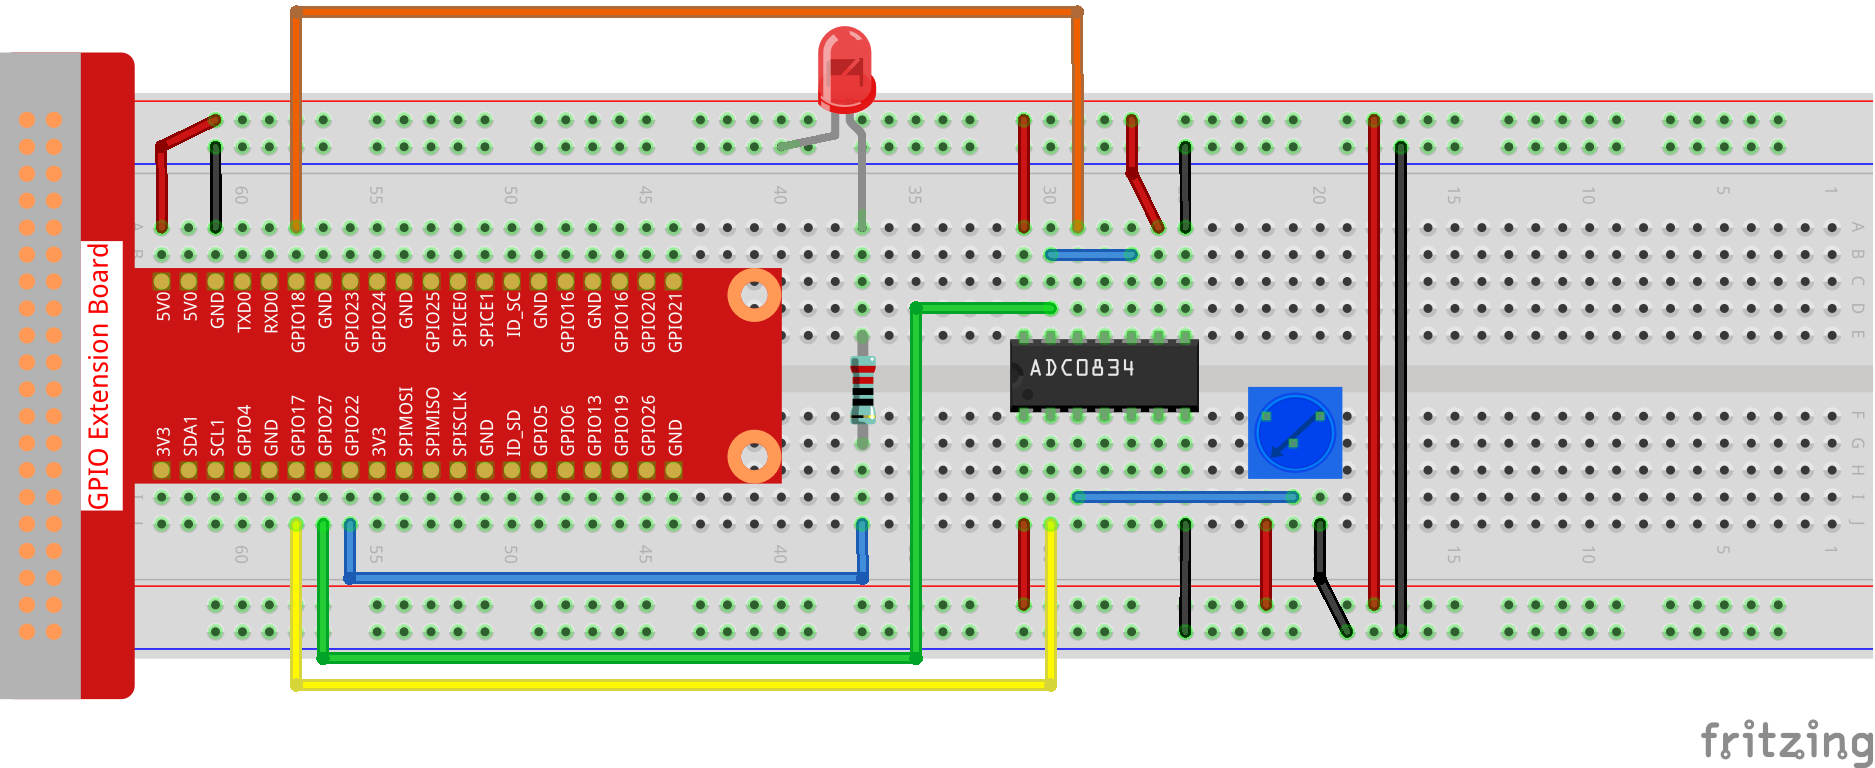 GPIO Extension Board
60 55 50 45 40 35 30 20 15 10 5 1
A A
B B
C
D
E
5V0 5V0 GND TXD0 RXD0 GPIO18 GND GPIO23 GPIO24 GND GPIO25 SPICE0 SPICE1 ID_SC GND GPIO16 GND GPIO16 GPIO20 GPIO21
ADC0834
3V3 SDA1 SCL1 GPIO4 GND GPIO17 GPIO27 GPIO22 3V3 SPIMOSI SPIMISO SPISCLK GND ID_SD GPIO5 GPIO6 GPIO13 GPIO19 GPIO26 GND
F
G
H
I I
J J
60 55 50 45 40 15 10 5 1
fritzing